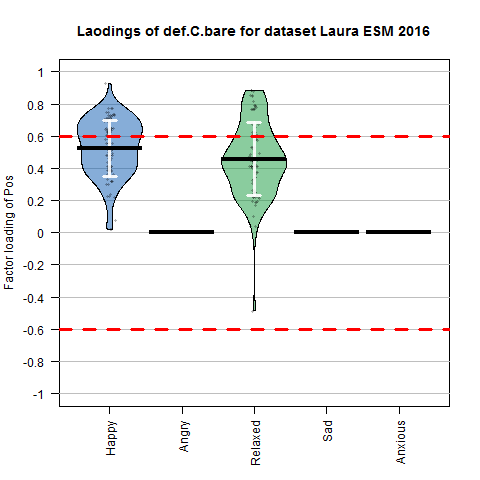 Laodings of def.C.bare for dataset Laura ESM 2016
Factor loading of Pos
1
0.8
0.6
0.4
0.2
0
-0.2
-0.4
-0.6
-0.8
-1
Happy
Angry
Relaxed
Sad
Anxious